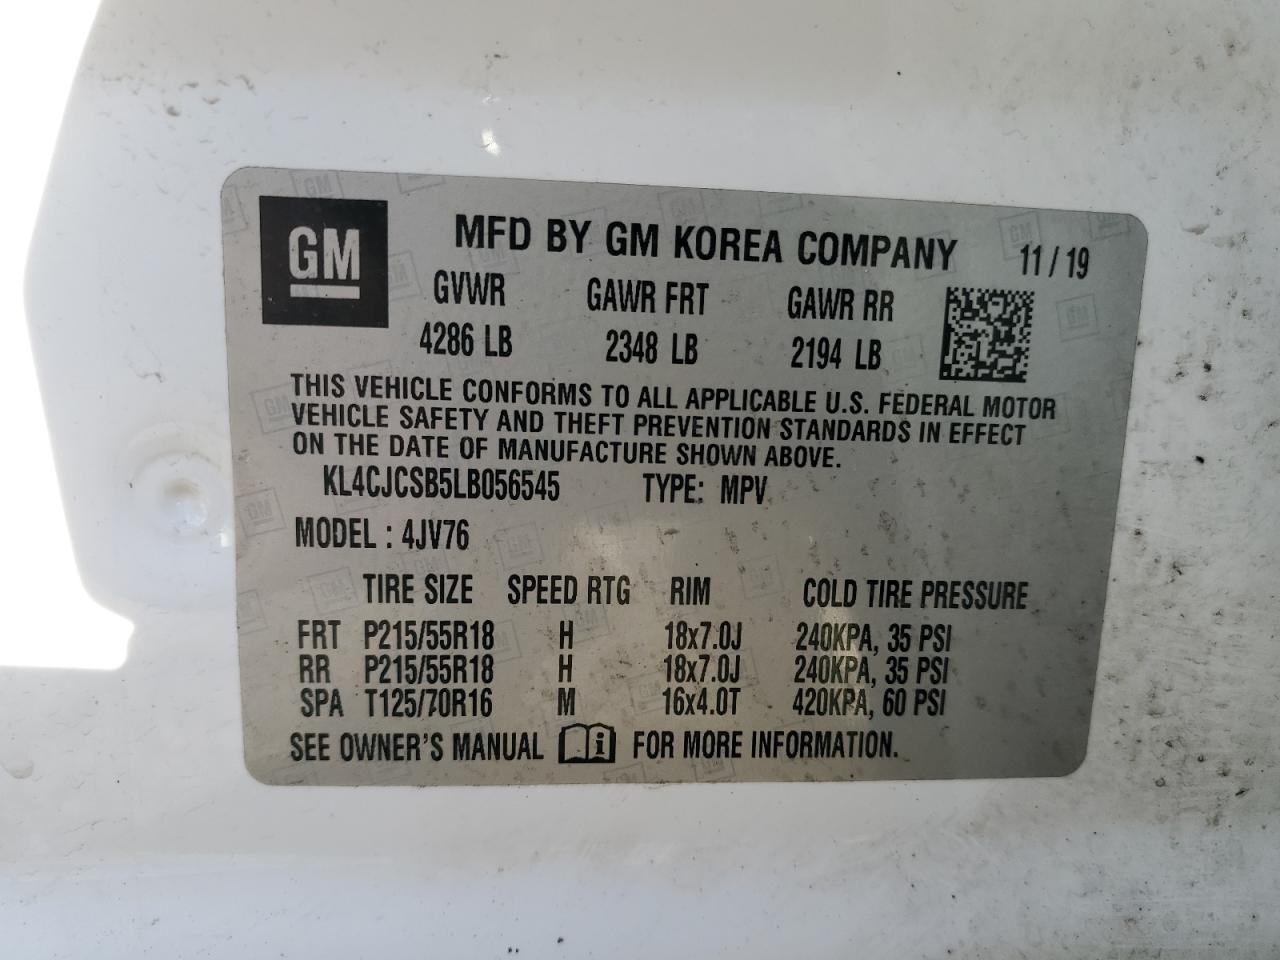 GM MFD BY GM KOREA COMPANY 11/19
GVWR GAWR FRT GAWR RR
4286 LB 2348 LB 2194 LB
THIS VEHICLE CONFORMS TO ALL APPLICABLE U.S. FEDERAL MOTOR
VEHICLE SAFETY AND THEFT PREVENTION STANDARDS IN EFFECT
ON THE DATE OF MANUFACTURE SHOWN ABOVE.
KL4CJCSB5LB056545 TYPE: MPV
MODEL : 4JV76
TIRE SIZE SPEED RTG RIM COLD TIRE PRESSURE
FRT P215/55R18 H 18x7.0J 240KPA, 35 PSI
RR P215/55R18 H 18x7.0J 240KPA, 35 PSI
SPA T125/70R16 M 16x4.0T 420KPA, 60 PSI
SEE OWNER'S MANUAL i FOR MORE INFORMATION.